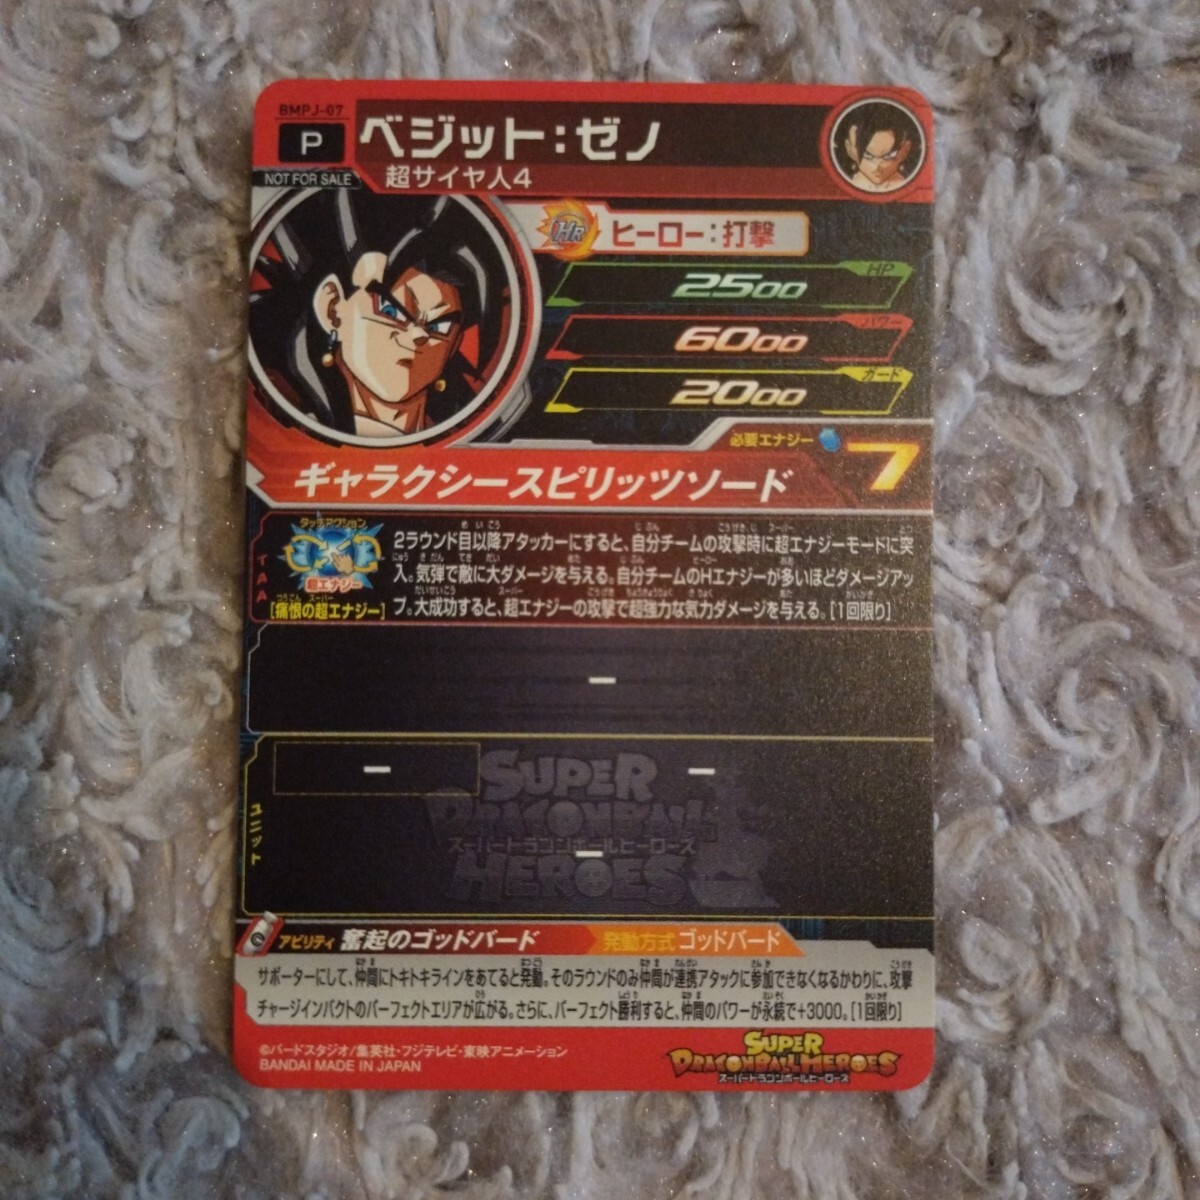 BMPJ-07
P
ベジット:ゼノ
NOT FOR SALE
超サイヤ人4
HR
ヒーロー:打撃
HP
2500
パワー
6000
ガード
2000
必要エナジー
7
ギャラクシースピリッツソード
TAA
タッチアクション
超エナジー
[痛恨の超エナジー]
2ラウンド目以降アタッカーにすると、自分チームの攻撃時に超エナジーモードに突
入。気弾で敵に大ダメージを与える。自分チームのHエナジーが多いほどダメージアッ
プ。大成功すると、超エナジーの攻撃で超強力な気力ダメージを与える。[1回限り]
–
ユニット
– –
–
SUPER
DRAGONBALL
スーパードラゴンボールヒーローズ
HEROES
アビリティ 奮起のゴッドバード 発動方式 ゴッドバード
サポーターにして、仲間にトキトキラインをあてると発動。そのラウンドのみ仲間が連携アタックに参加できなくなるかわりに、攻撃
チャージインパクトのパーフェクトエリアが広がる。さらに、パーフェクト勝利すると、仲間のパワーが永続で+3000。[1回限り]
©バードスタジオ/集英社・フジテレビ・東映アニメーション
BANDAI MADE IN JAPAN
SUPER
DRAGONBALL HEROES
スーパードラゴンボールヒーローズ